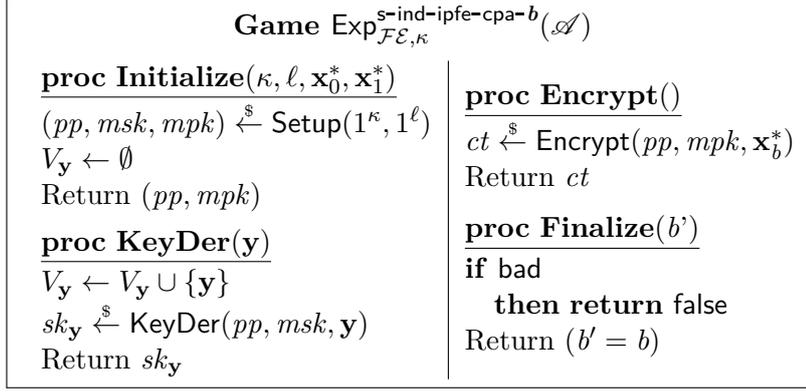 Game Exp^{s-ind-ipfe-cpa-b}_{\mathcal{FE},κ}(𝒜)
proc Initialize(κ, ℓ, x*_0, x*_1)
(pp, msk, mpk) ←$ Setup(1^κ, 1^ℓ)
V_y ← ∅
Return (pp, mpk)
proc KeyDer(y)
V_y ← V_y ∪ {y}
sk_y ←$ KeyDer(pp, msk, y)
Return sk_y
proc Encrypt()
ct ←$ Encrypt(pp, mpk, x*_b)
Return ct
proc Finalize(b’)
if bad
then return false
Return (b′ = b)